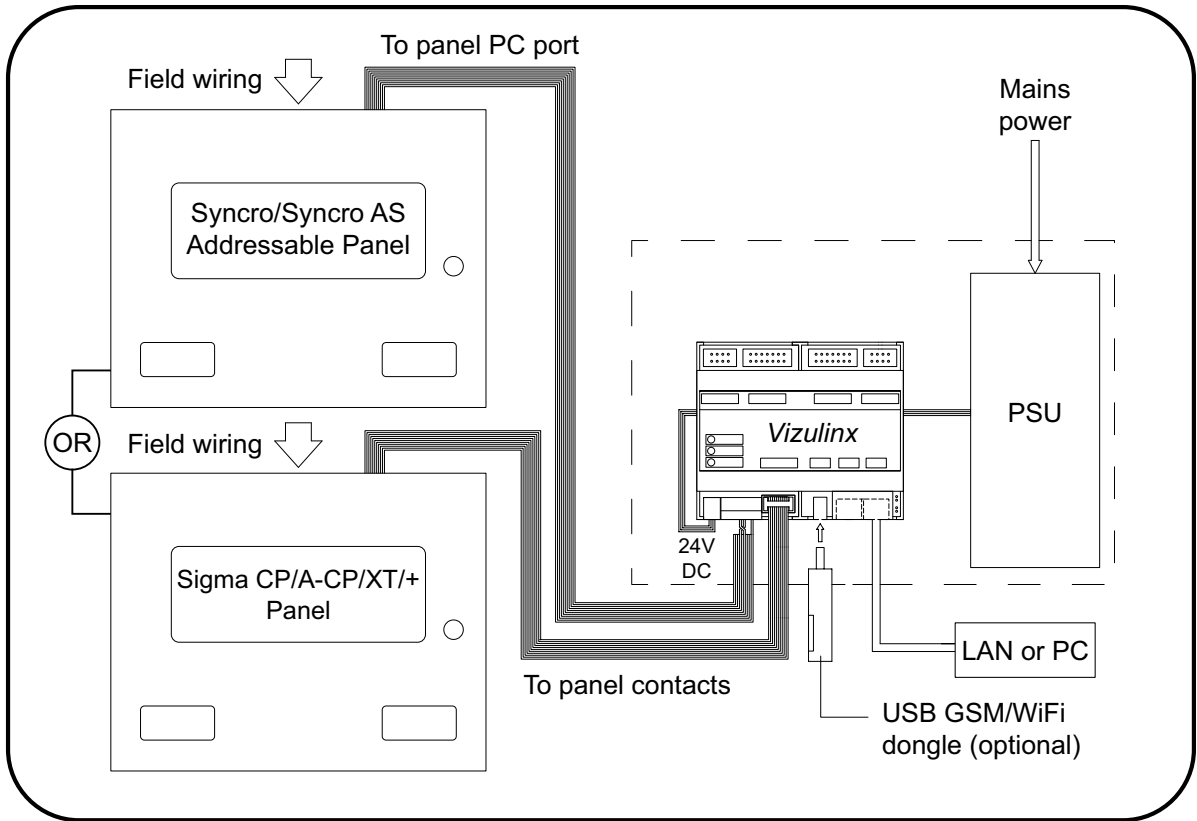 To panel PC port
Field wiring
Mains
power
Syncro/Syncro AS
Addressable Panel
OR
Field wiring
Vizulinx
PSU
24V
DC
Sigma CP/A-CP/XT/+
Panel
LAN or PC
To panel contacts
USB GSM/WiFi
dongle (optional)